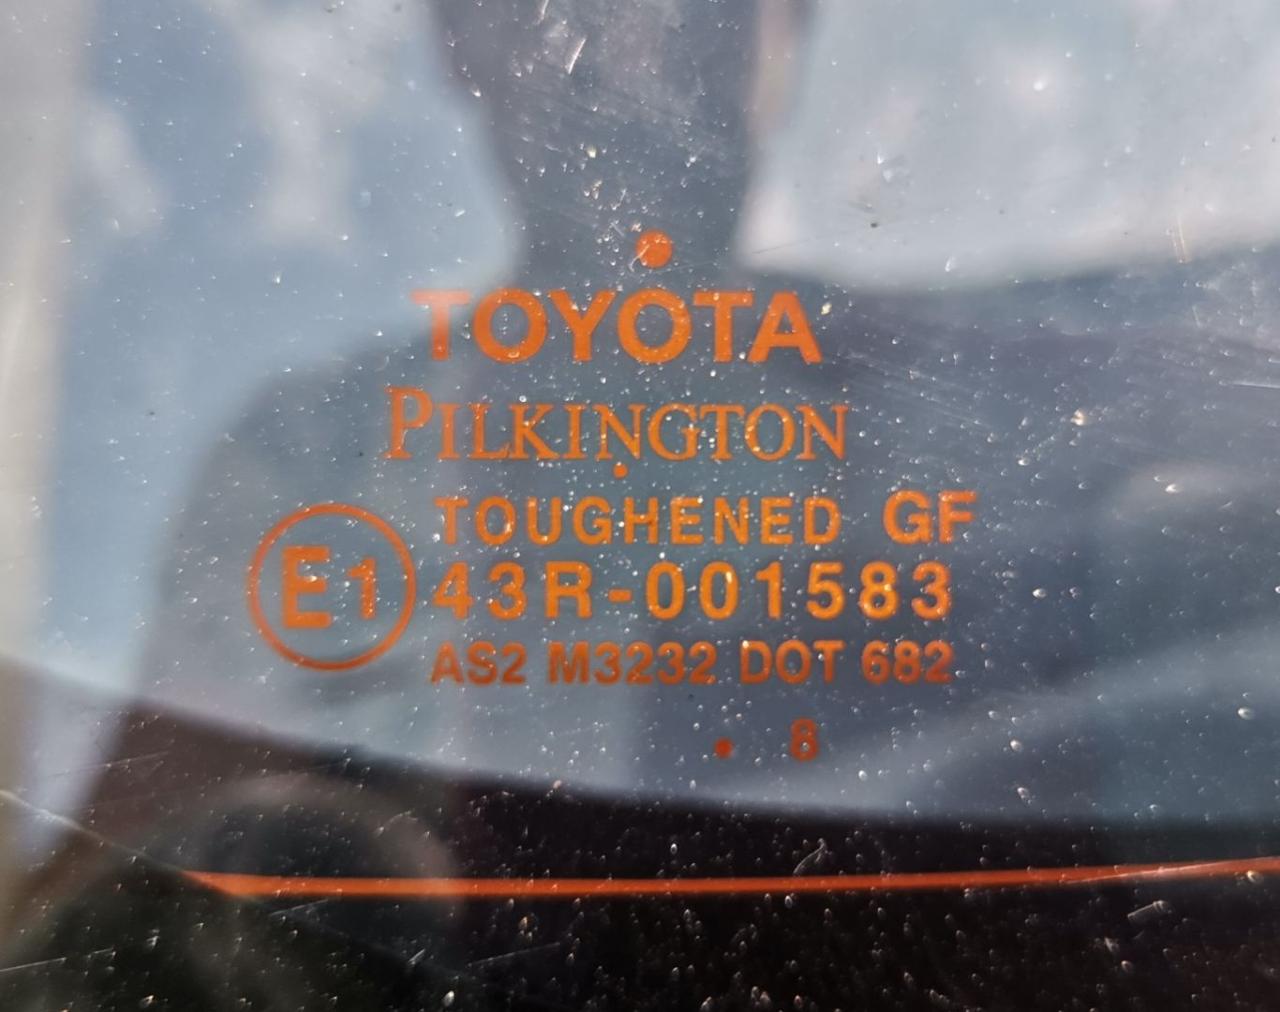 TOYOTA
PILKINGTON
TOUGHENED GF
E1 43R-001583
AS2 M3232 DOT 682
. 8